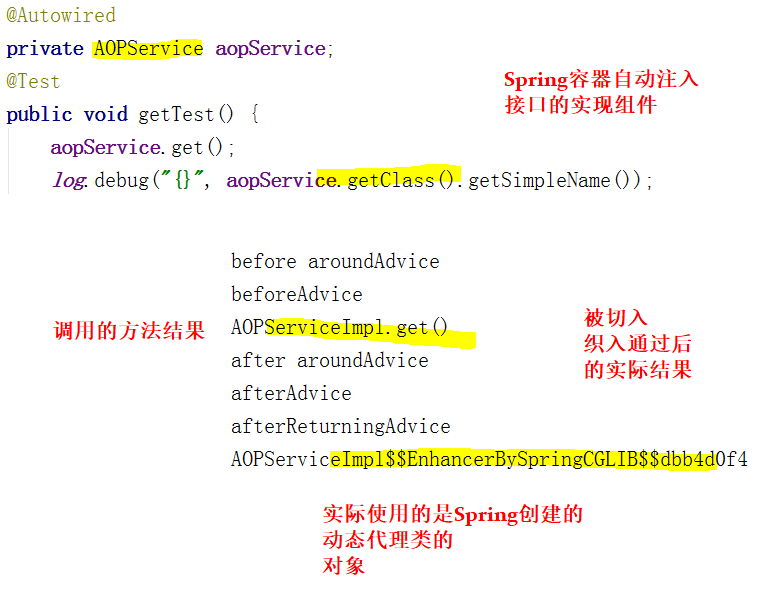 @Autowired
private AOPService aopService;
@Test
public void getTest() {
aopService.get();
log.debug("{}", aopService.getClass().getSimpleName());
Spring容器自动注入
接口的实现组件
before aroundAdvice
beforeAdvice
AOPServiceImpl.get()
after aroundAdvice
afterAdvice
afterReturningAdvice
AOPServiceImpl$$EnhancerBySpringCGLIB$$dbb4d0f4
调用的方法结果
被切入
织入通过后
的实际结果
实际使用的是Spring创建的
动态代理类的
对象